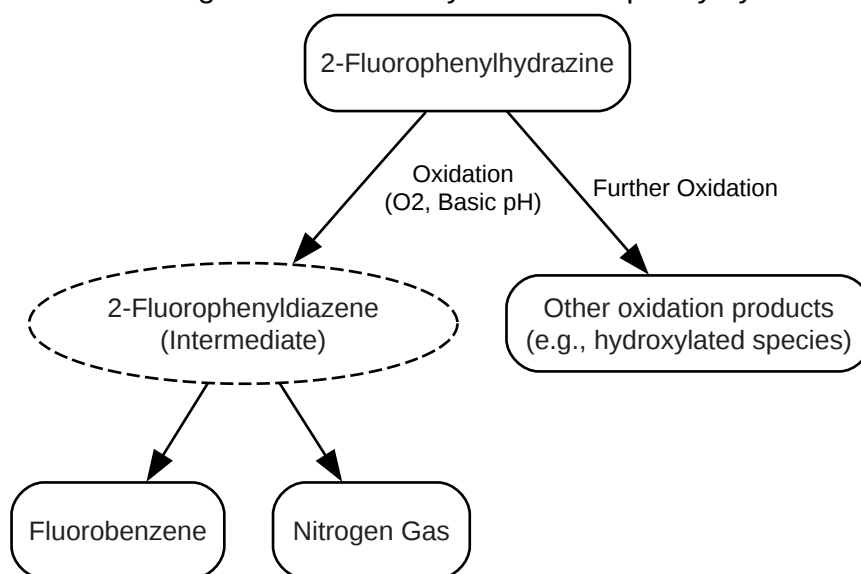 2-Fluorophenylhydrazine
Oxidation
(O2, Basic pH)
Further Oxidation
2-Fluorophenyldiazene
(Intermediate)
Other oxidation products
(e.g., hydroxylated species)
Fluorobenzene
Nitrogen Gas